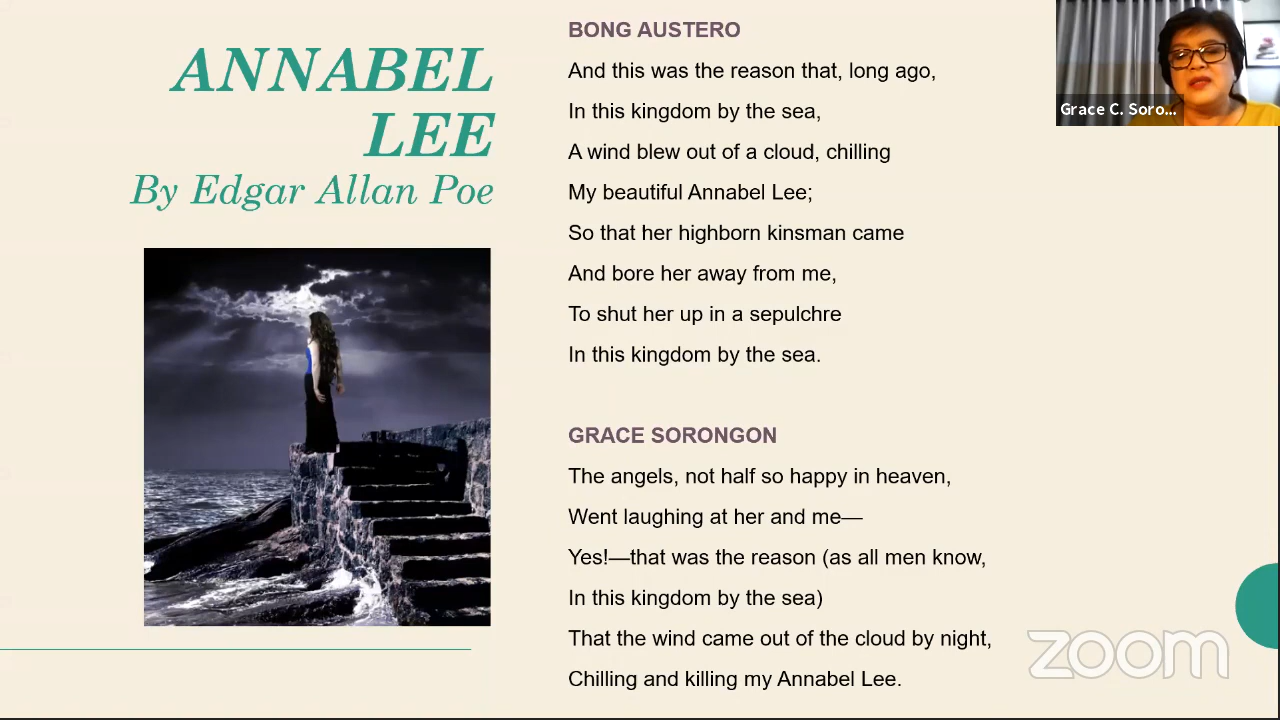 ANNABEL
LEE
By Edgar Allan Poe
BONG AUSTERO
And this was the reason that, long ago,
In this kingdom by the sea,
A wind blew out of a cloud, chilling
My beautiful Annabel Lee;
So that her highborn kinsman came
And bore her away from me,
To shut her up in a sepulchre
In this kingdom by the sea.
GRACE SORONGON
The angels, not half so happy in heaven,
Went laughing at her and me—
Yes!—that was the reason (as all men know,
In this kingdom by the sea)
That the wind came out of the cloud by night,
Chilling and killing my Annabel Lee.
Grace C. Soro...
zoom